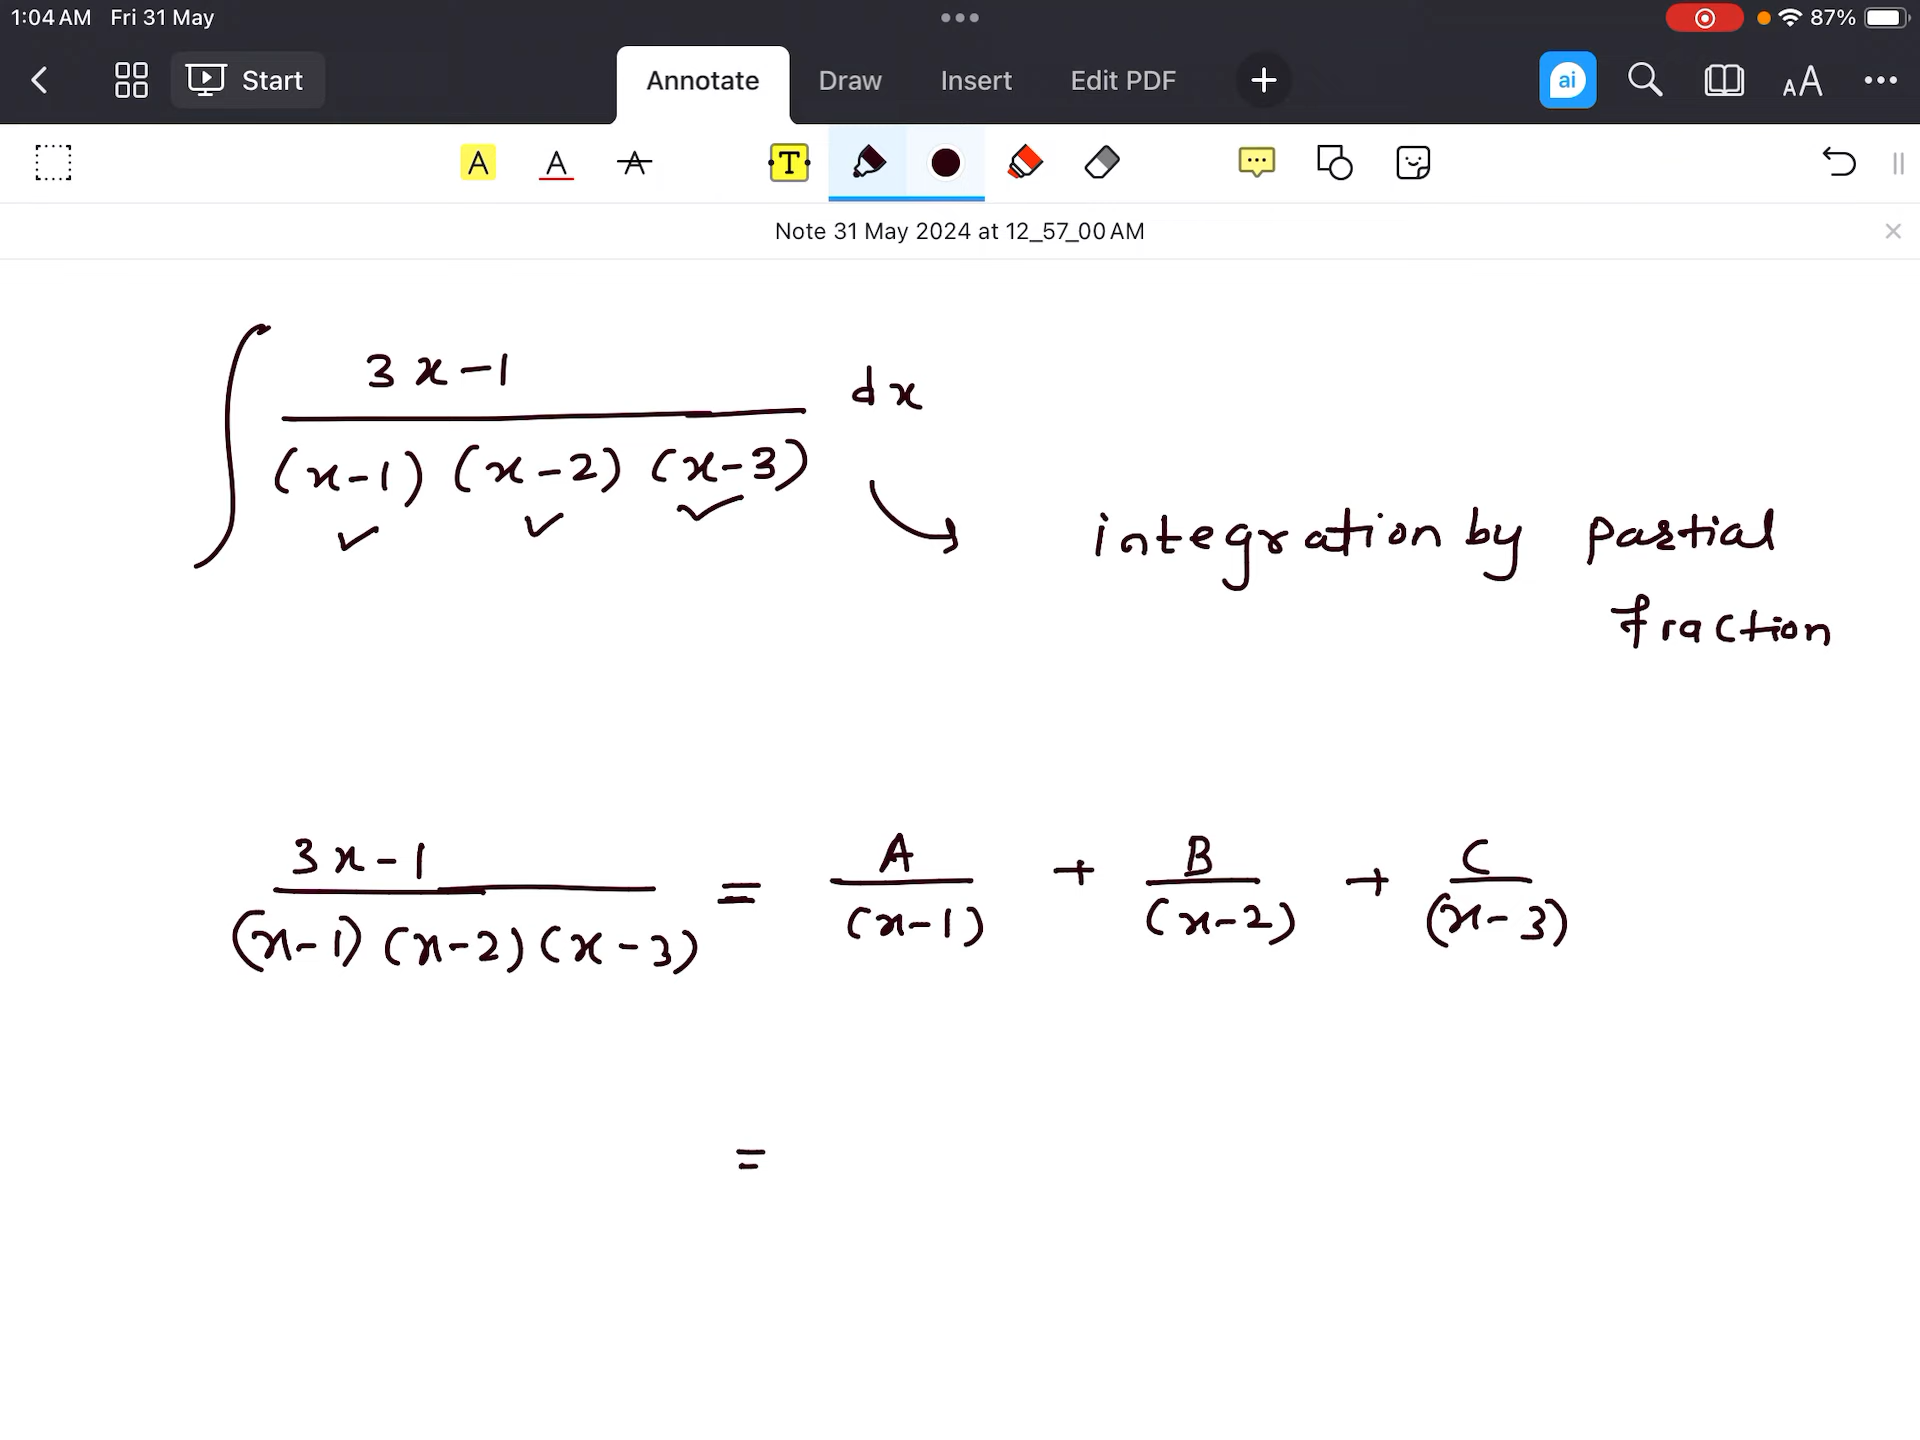 1:04 AM Fri 31 May 87%
Start Annotate Draw Insert Edit PDF ai AA
A A A T
Note 31 May 2024 at 12_57_00 AM
∫ (3x-1)/((x-1)(x-2)(x-3)) dx
integration by partial
fraction
(3x-1)/((x-1)(x-2)(x-3)) = A/(x-1) + B/(x-2) + C/(x-3)
=